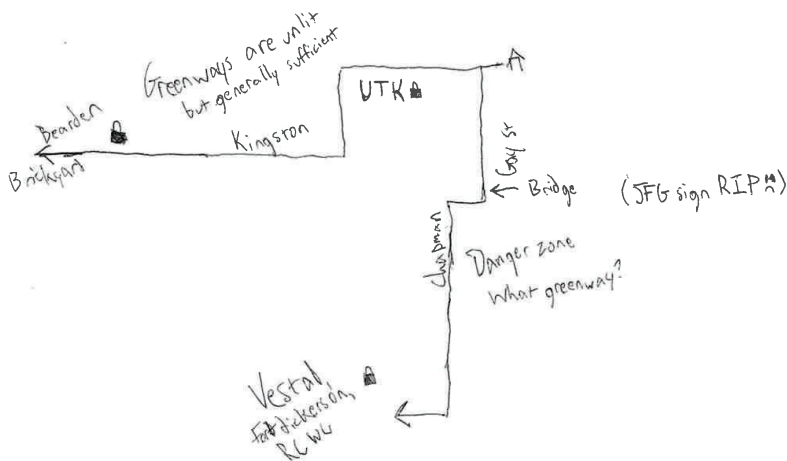 Greenways are unlit
but generally sufficient
A
UTK
Bearden
Kingston
Brickyard
Gay St
Bridge
(JFG sign RIP)
Chapman
Danger zone
What greenway?
Vestal,
Fort dickerson,